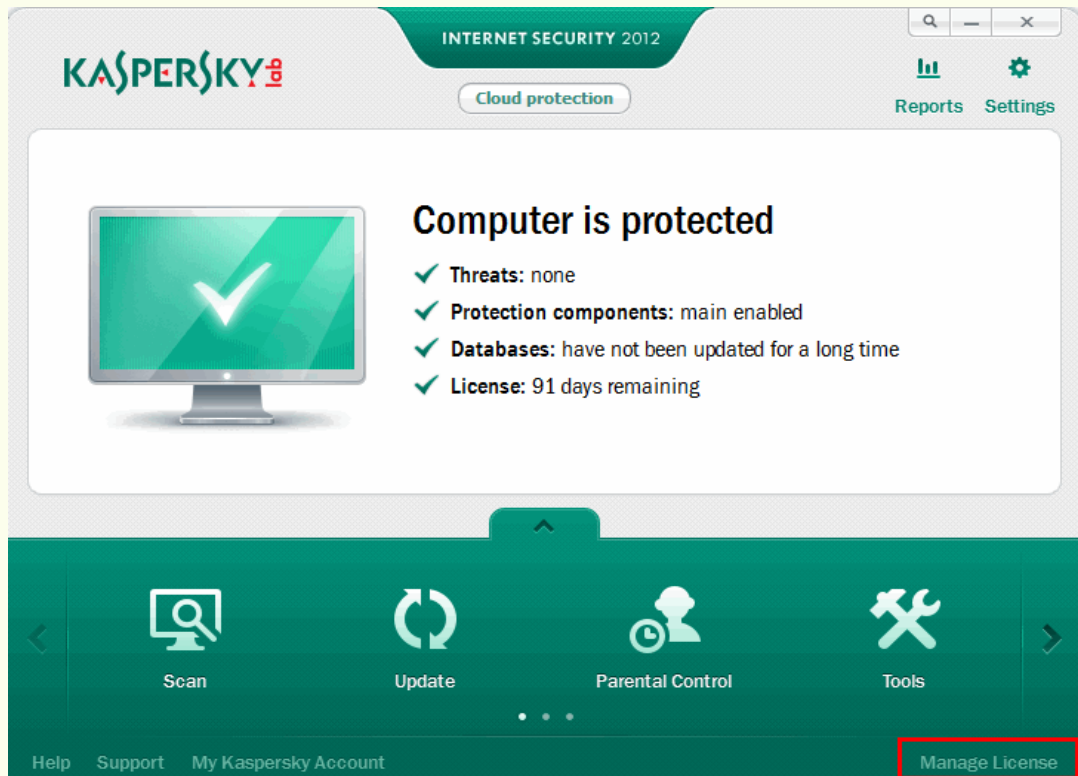 INTERNET SECURITY 2012
KASPERSKY lab
Cloud protection
Reports Settings
Computer is protected
Threats: none
Protection components: main enabled
Databases: have not been updated for a long time
License: 91 days remaining
Scan Update Parental Control Tools
Help Support My Kaspersky Account Manage License